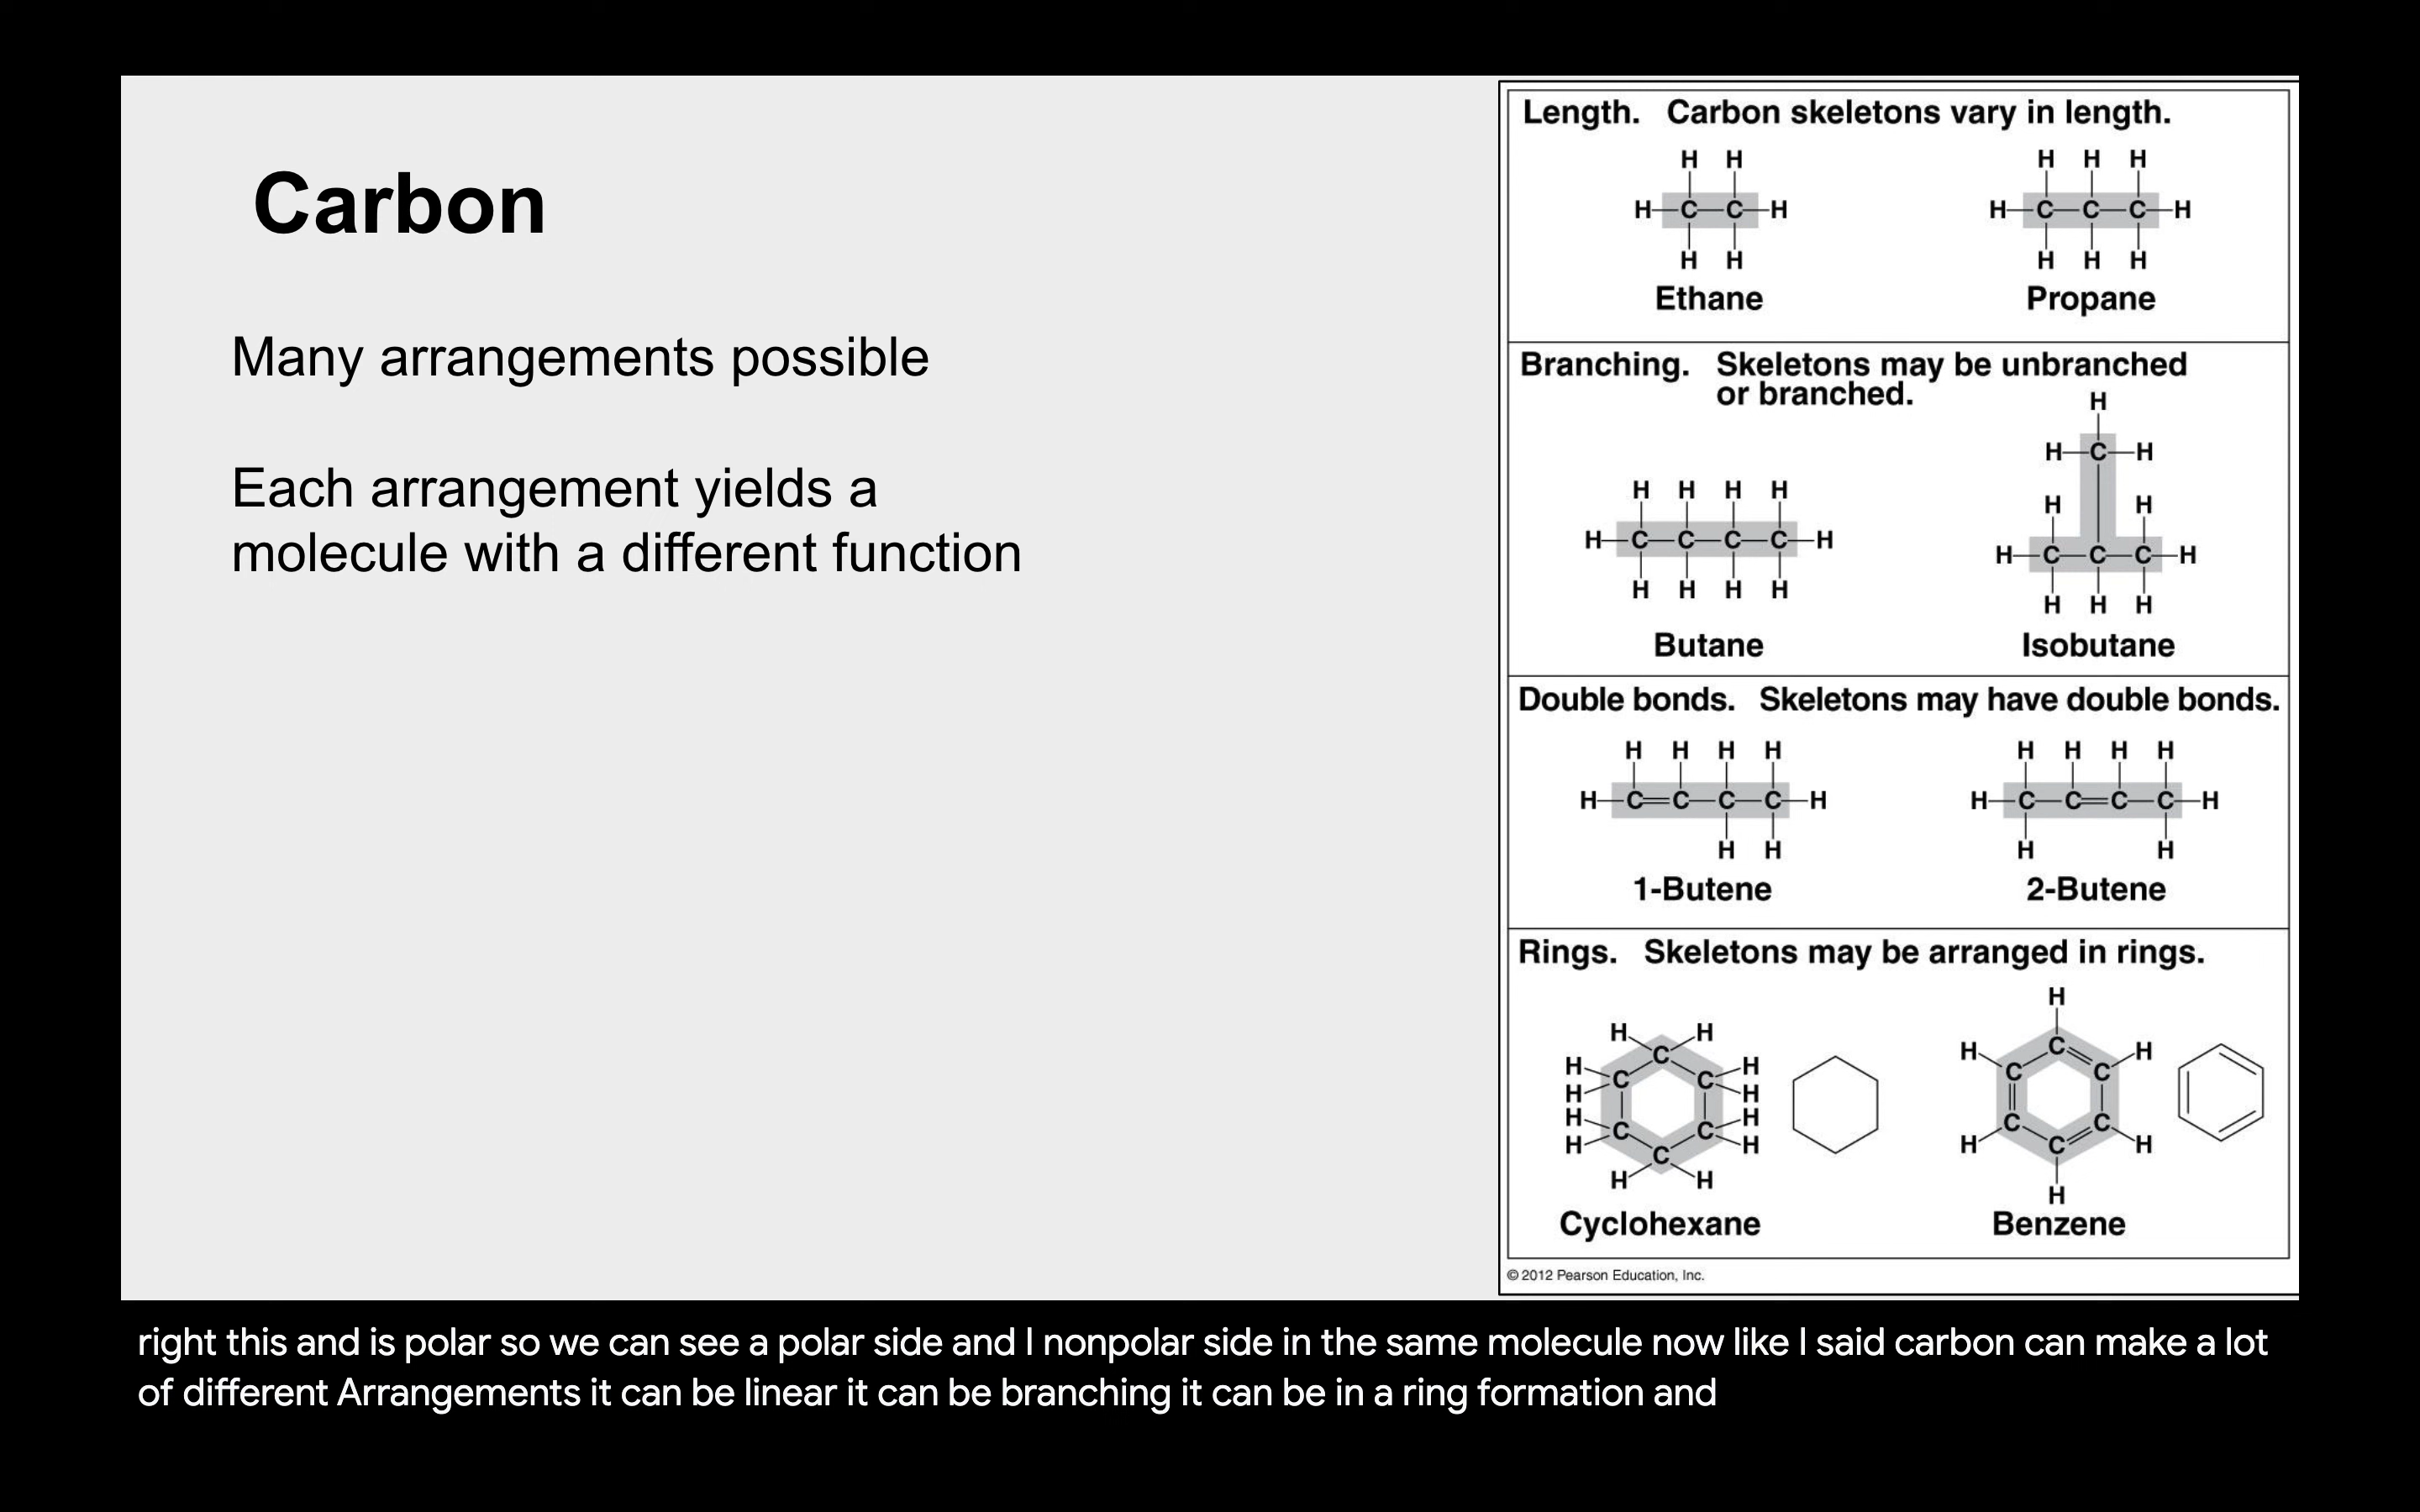 Carbon
Many arrangements possible
Each arrangement yields a
molecule with a different function
Length. Carbon skeletons vary in length.
H H
H C C H
H H
Ethane
H H H
H C C C H
H H H
Propane
Branching. Skeletons may be unbranched
or branched.
H H H H
H C C C C H
H H H H
Butane
H
H C H
H H
H C C C H
H H H
Isobutane
Double bonds. Skeletons may have double bonds.
H H H H
H C C C C H
H H
1-Butene
H H H H
H C C C C H
H H
2-Butene
Rings. Skeletons may be arranged in rings.
H H
C
H C C H
H H
H C C H
H H
C
H H
Cyclohexane
H
H C H
C C
C C
H C H
H
Benzene
© 2012 Pearson Education, Inc.
right this and is polar so we can see a polar side and I nonpolar side in the same molecule now like I said carbon can make a lot
of different Arrangements it can be linear it can be branching it can be in a ring formation and